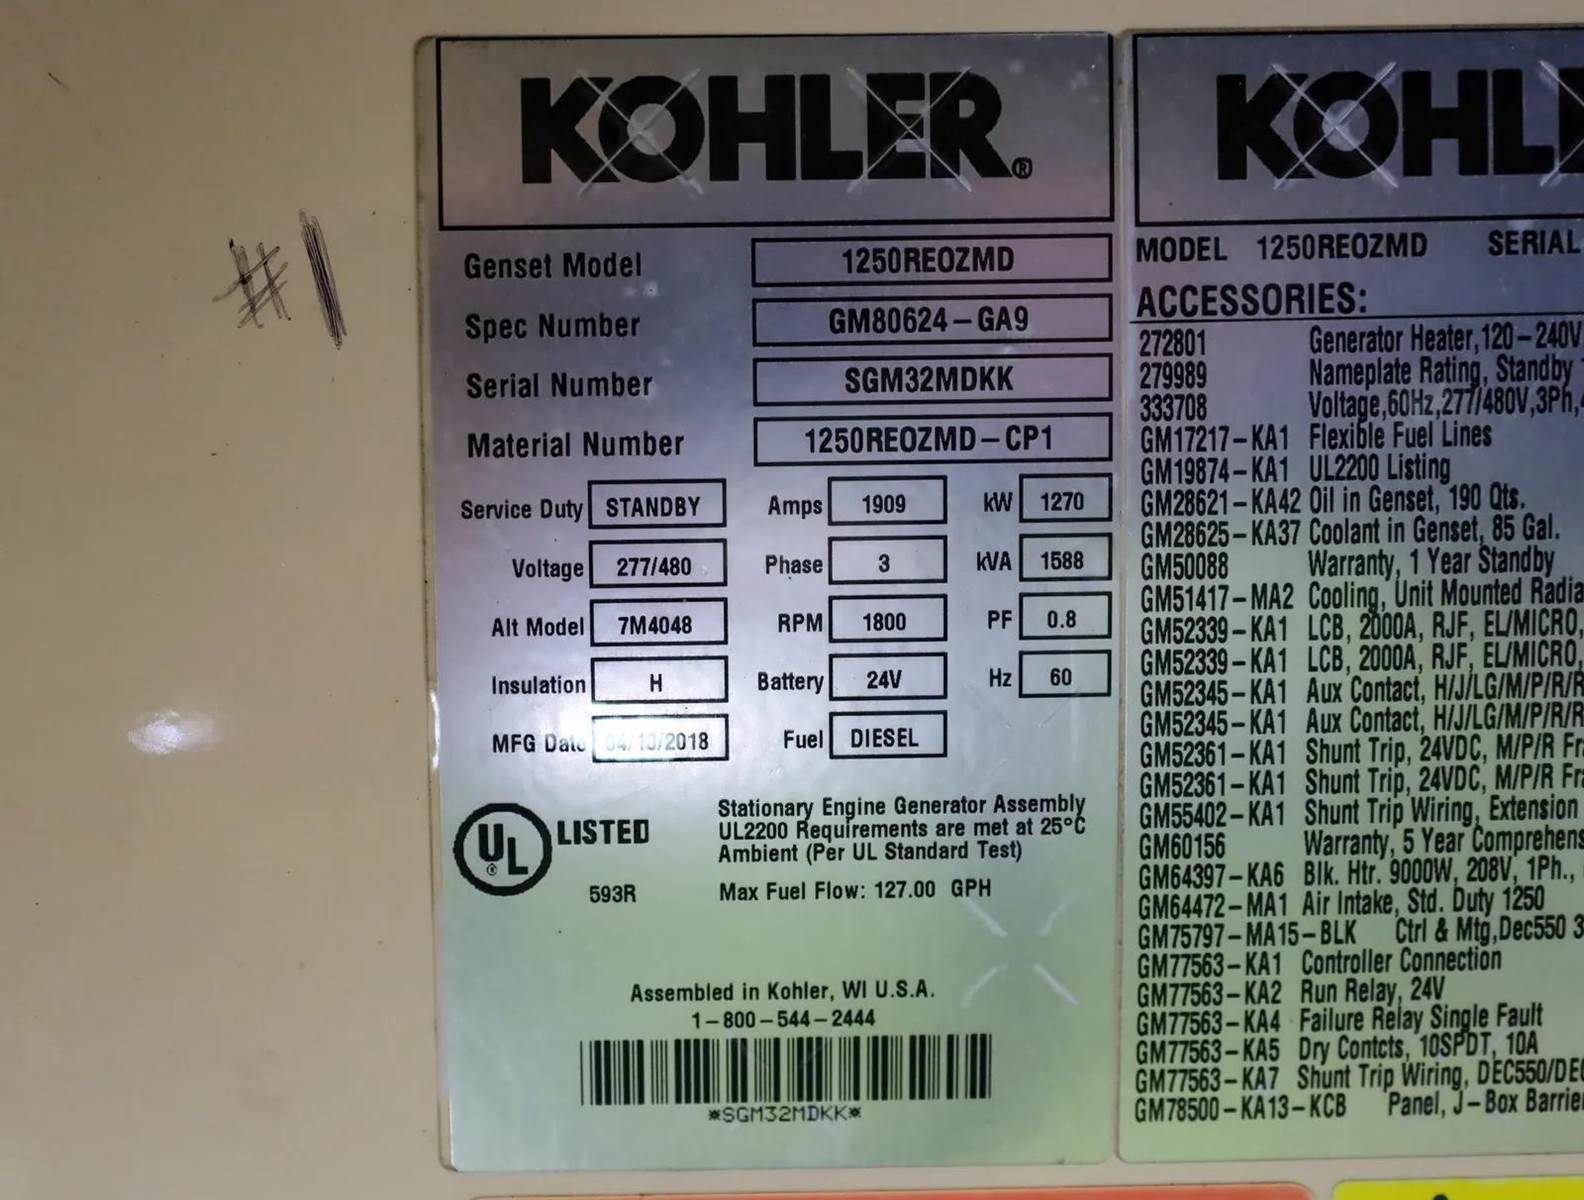 #1
KOHLER®
Genset Model 1250REOZMD
Spec Number GM80624-GA9
Serial Number SGM32MDKK
Material Number 1250REOZMD-CP1
Service Duty STANDBY Amps 1909 kW 1270
Voltage 277/480 Phase 3 kVA 1588
Alt Model 7M4048 RPM 1800 PF 0.8
Insulation H Battery 24V Hz 60
MFG Date 04/10/2018 Fuel DIESEL
UL® LISTED
593R
Stationary Engine Generator Assembly
UL2200 Requirements are met at 25°C
Ambient (Per UL Standard Test)
Max Fuel Flow: 127.00 GPH
Assembled in Kohler, WI U.S.A.
1-800-544-2444
*SGM32MDKK*
KOHL
MODEL 1250REOZMD SERIAL
ACCESSORIES:
272801 Generator Heater,120-240V
279989 Nameplate Rating, Standby
333708 Voltage,60Hz,277/480V,3Ph,
GM17217-KA1 Flexible Fuel Lines
GM19874-KA1 UL2200 Listing
GM28621-KA42 Oil in Genset, 190 Qts.
GM28625-KA37 Coolant in Genset, 85 Gal.
GM50088 Warranty, 1 Year Standby
GM51417-MA2 Cooling, Unit Mounted Radia
GM52339-KA1 LCB, 2000A, RJF, EL/MICRO,
GM52339-KA1 LCB, 2000A, RJF, EL/MICRO,
GM52345-KA1 Aux Contact, H/J/LG/M/P/R/R
GM52345-KA1 Aux Contact, H/J/LG/M/P/R/R
GM52361-KA1 Shunt Trip, 24VDC, M/P/R Fra
GM52361-KA1 Shunt Trip, 24VDC, M/P/R Fra
GM55402-KA1 Shunt Trip Wiring, Extension
GM60156 Warranty, 5 Year Comprehens
GM64397-KA6 Blk. Htr. 9000W, 208V, 1Ph.,
GM64472-MA1 Air Intake, Std. Duty 1250
GM75797-MA15-BLK Ctrl & Mtg,Dec550 3
GM77563-KA1 Controller Connection
GM77563-KA2 Run Relay, 24V
GM77563-KA4 Failure Relay Single Fault
GM77563-KA5 Dry Contcts, 10SPDT, 10A
GM77563-KA7 Shunt Trip Wiring, DEC550/DEC
GM78500-KA13-KCB Panel, J-Box Barrie